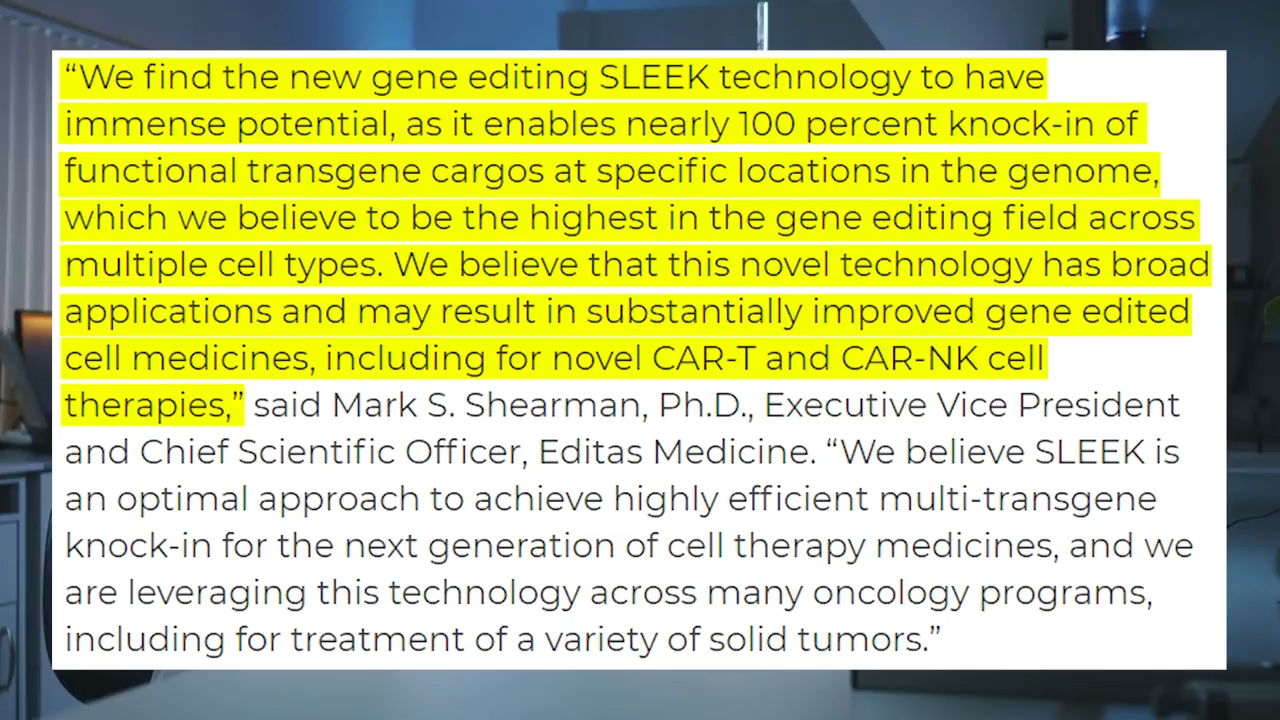 “We find the new gene editing SLEEK technology to have
immense potential, as it enables nearly 100 percent knock-in of
functional transgene cargos at specific locations in the genome,
which we believe to be the highest in the gene editing field across
multiple cell types. We believe that this novel technology has broad
applications and may result in substantially improved gene edited
cell medicines, including for novel CAR-T and CAR-NK cell
therapies,” said Mark S. Shearman, Ph.D., Executive Vice President
and Chief Scientific Officer, Editas Medicine. “We believe SLEEK is
an optimal approach to achieve highly efficient multi-transgene
knock-in for the next generation of cell therapy medicines, and we
are leveraging this technology across many oncology programs,
including for treatment of a variety of solid tumors.”